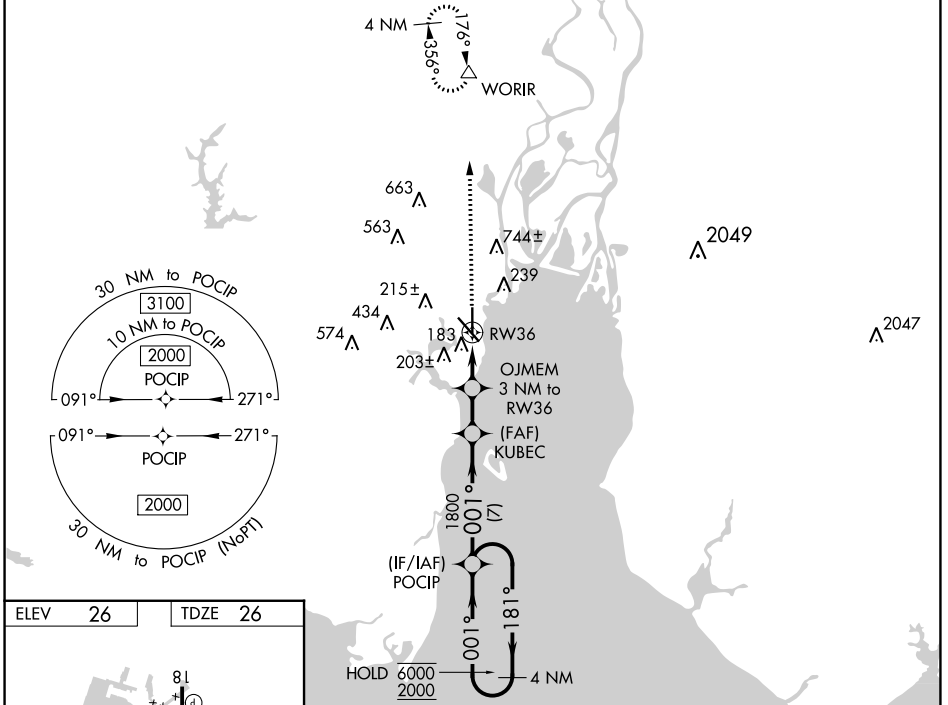 4 NM
176°
356°
WORIR
663
563
744±
2049
239
215±
434
574
183
RW36
203±
2047
OJMEM
3 NM to
RW36
(FAF)
KUBEC
30 NM to POCIP
3100
10 NM to POCIP
2000
POCIP
091°
271°
091°
271°
POCIP
2000
30 NM to POCIP (NoPT)
1800
001°
(7)
(IF/IAF)
POCIP
001°
181°
HOLD 6000
2000
4 NM
ELEV 26
TDZE 26
18
P